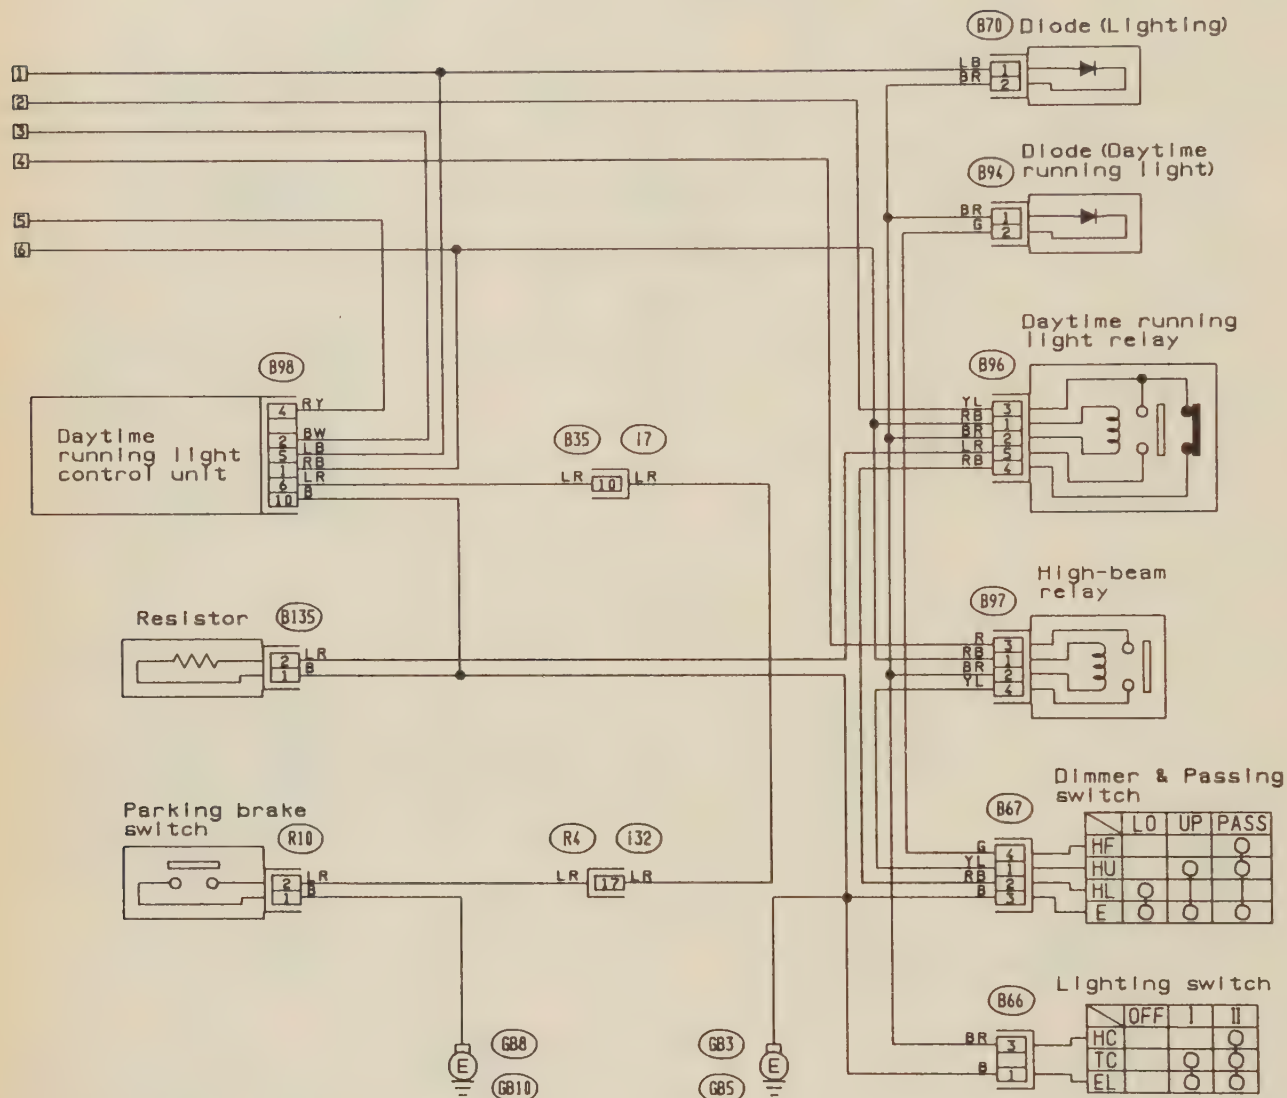 B70 Diode (Lighting)
1
LB 1
BR 2
2
3
4
Diode (Daytime
B94 running light)
BR 1
G 2
5
6
Daytime running
light relay
B96
YL 3
RB 1
BR 2
LR 5
RB 4
B98
Daytime
running light
control unit
4 RY
2 BW
5 LB
1 RB
6 LR
10 B
B35 i7
LR 10 LR
High-beam
relay
B97
R 3
RB 1
BR 2
YL 4
Resistor B135
2 LR
1 B
Parking brake
switch
R10
2 LR
1 B
R4 i32
LR 17 LR
Dimmer & Passing
switch
B67
G 4
YL 1
RB 2
B 3
LO UP PASS
HF
HU
HL
E
Lighting switch
B66
BR 3
B 1
OFF I II
HC
TC
EL
GB8
E
GB10
GB3
E
GB5